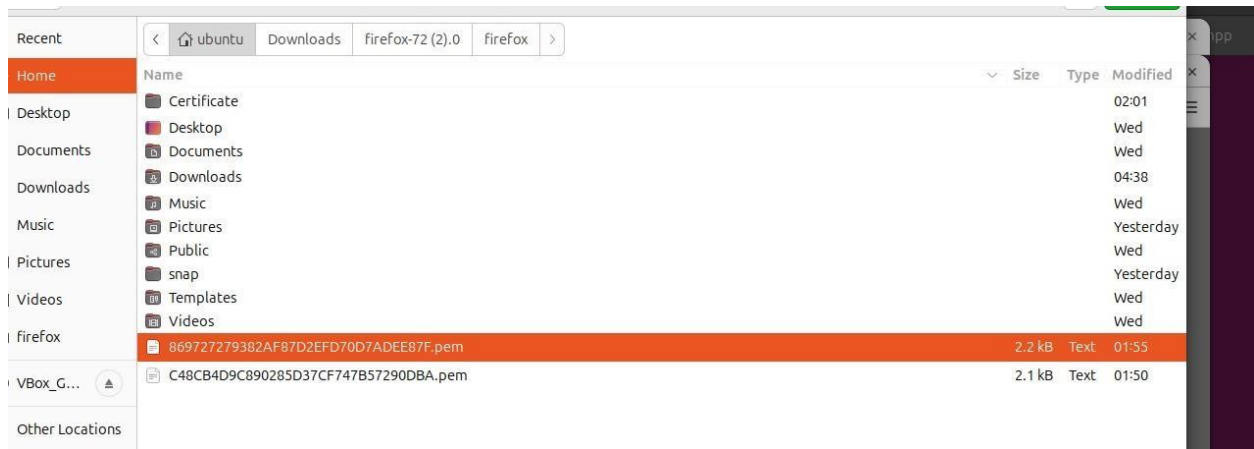 Recent
Home
Desktop
Documents
Downloads
Music
Pictures
Videos
firefox
VBox_G...
Other Locations
ubuntu Downloads firefox-72 (2).0 firefox
Name Size Type Modified
Certificate 02:01
Desktop Wed
Documents Wed
Downloads 04:38
Music Wed
Pictures Yesterday
Public Wed
snap Yesterday
Templates Wed
Videos Wed
869727279382AF87D2EFD70D7ADEE87F.pem 2.2 kB Text 01:55
C48CB4D9C890285D37CF747B57290DBA.pem 2.1 kB Text 01:50